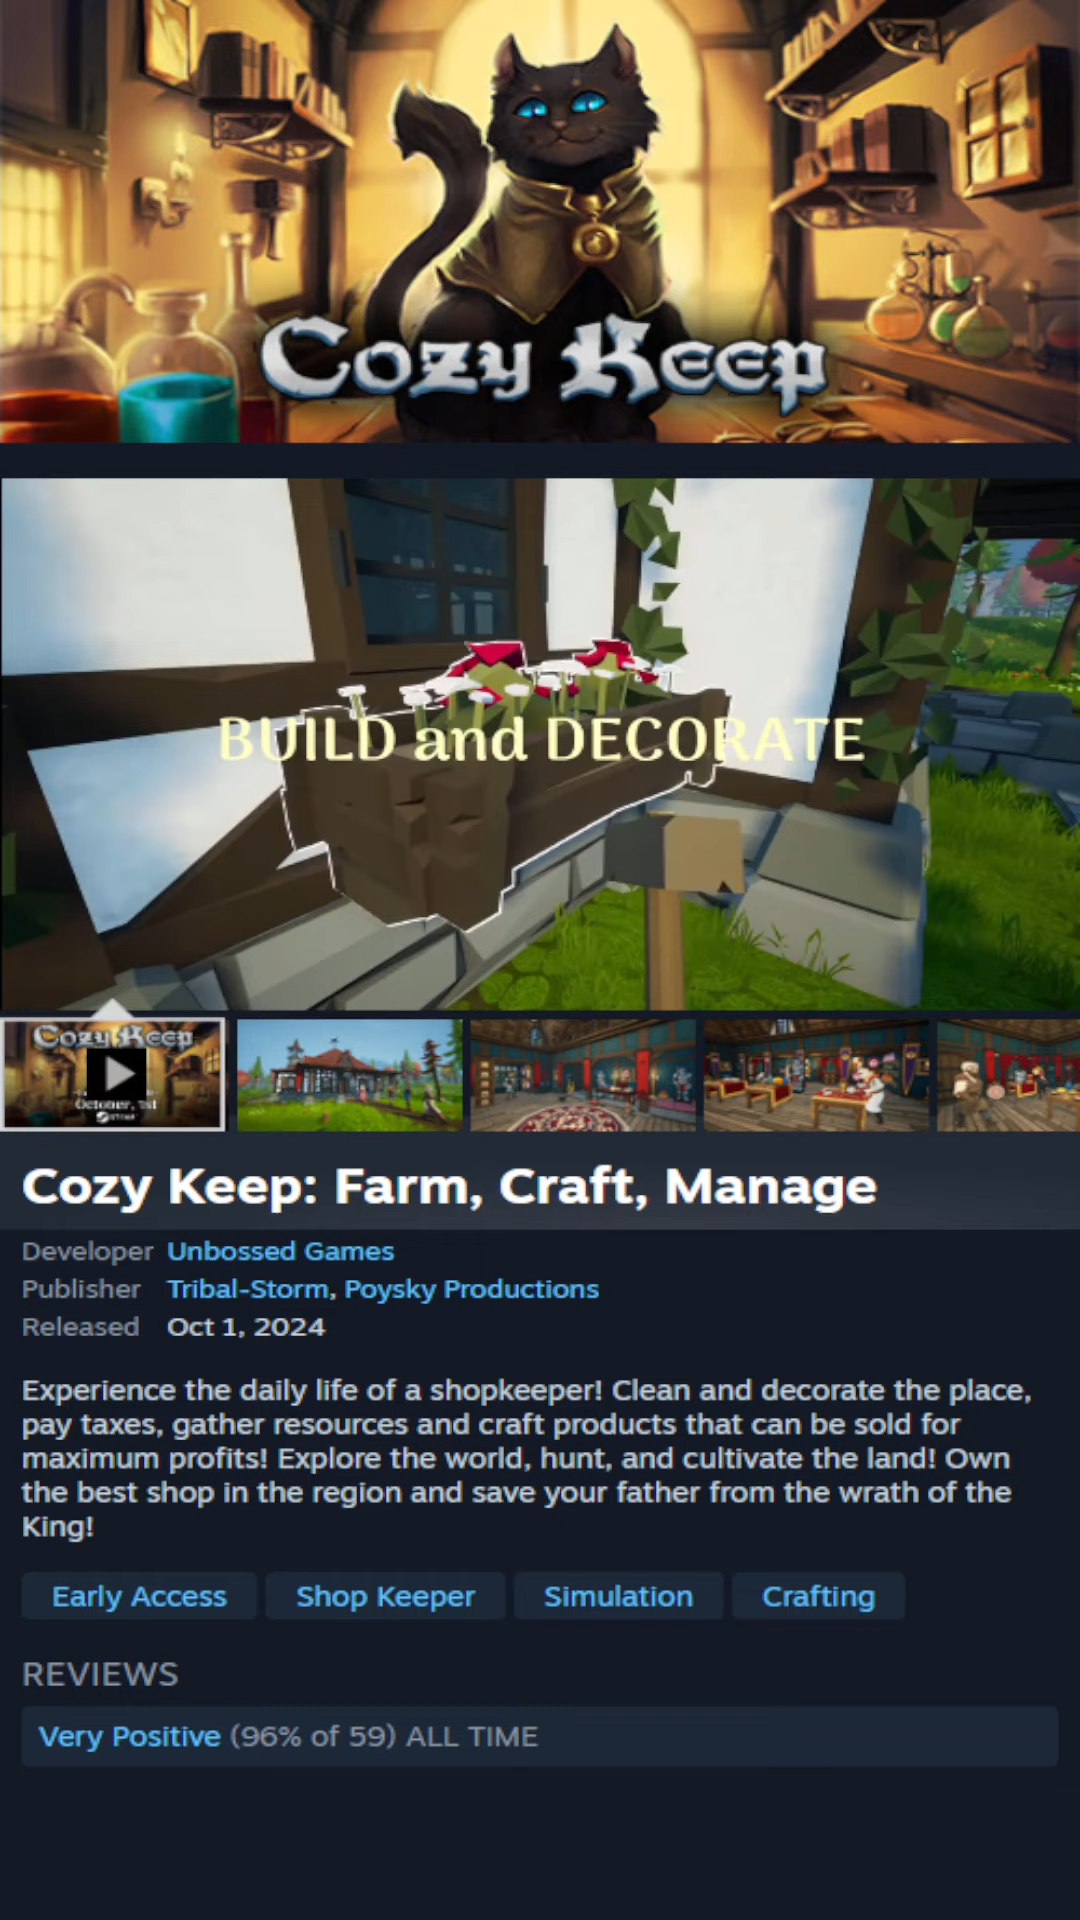 Cozy Keep
BUILD and DECORATE
Cozy Keep
October, 1st
Cozy Keep: Farm, Craft, Manage
Developer Unbossed Games
Publisher Tribal-Storm, Poysky Productions
Released Oct 1, 2024
Experience the daily life of a shopkeeper! Clean and decorate the place,
pay taxes, gather resources and craft products that can be sold for
maximum profits! Explore the world, hunt, and cultivate the land! Own
the best shop in the region and save your father from the wrath of the
King!
Early Access Shop Keeper Simulation Crafting
REVIEWS
Very Positive (96% of 59) ALL TIME